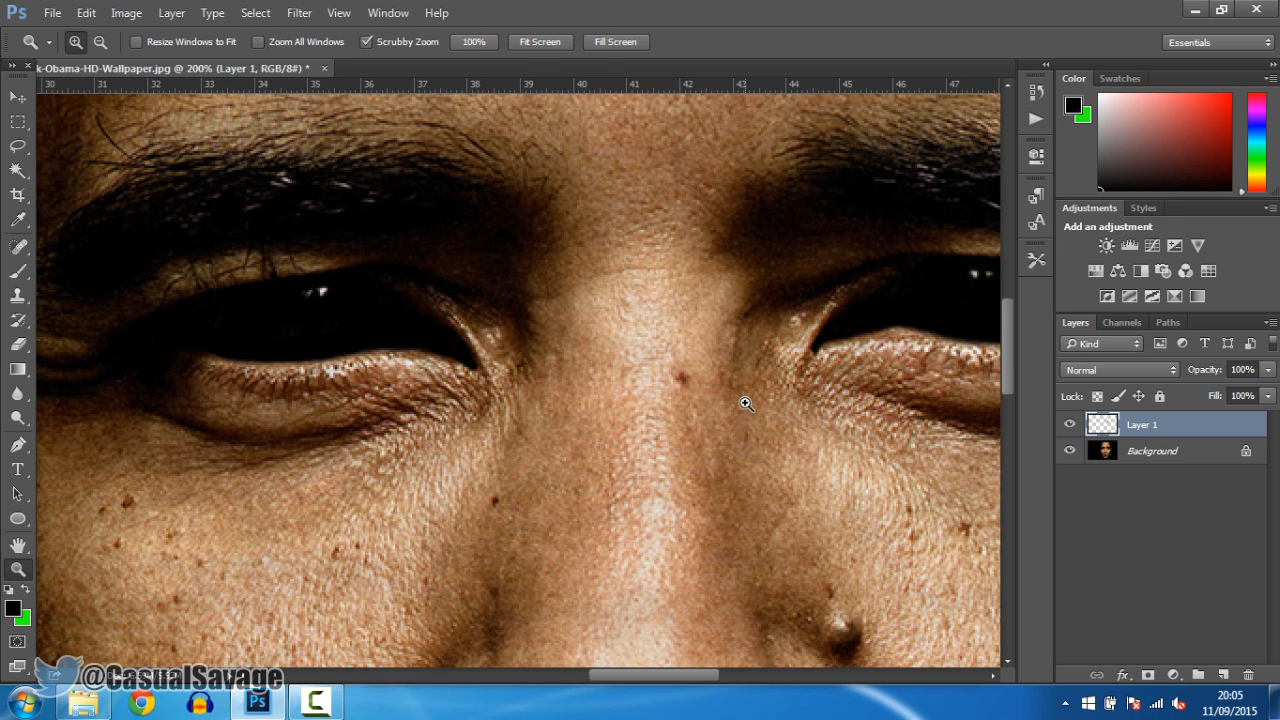 Ps File Edit Image Layer Type Select Filter View Window Help
Resize Windows to Fit Zoom All Windows Scrubby Zoom 100% Fit Screen Fill Screen Essentials
k-Obama-HD-Wallpaper.jpg @ 200% (Layer 1, RGB/8#) * ×
30 31 32 33 34 35 36 37 38 39 40 41 42 43 44 45 46 47
Color Swatches
Adjustments Styles
Add an adjustment
Layers Channels Paths
Kind
Normal Opacity: 100%
Lock: Fill: 100%
Layer 1
Background
@CasualSavage
Ps
20:05
11/09/2015